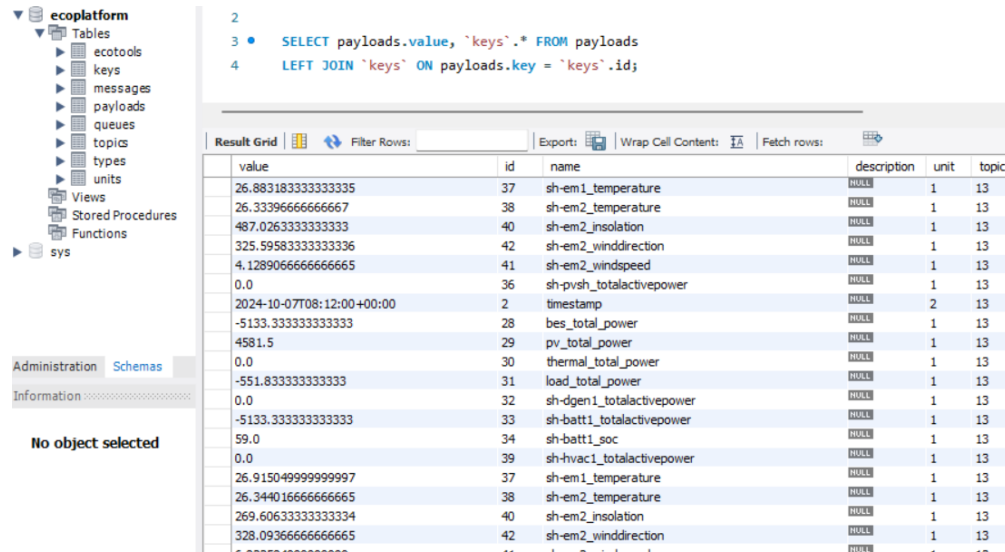 ecoplatform
Tables
ecotools
keys
messages
payloads
queues
topics
types
units
Views
Stored Procedures
Functions
sys
Administration Schemas
Information
No object selected
2
3 SELECT payloads.value, `keys`.* FROM payloads
4 LEFT JOIN `keys` ON payloads.key = `keys`.id;
Result Grid Filter Rows: Export: Wrap Cell Content: IA Fetch rows:
value id name description unit topic
26.883183333333335 37 sh-em1_temperature NULL 1 13
26.33396666666667 38 sh-em2_temperature NULL 1 13
487.0263333333333 40 sh-em2_insolation NULL 1 13
325.59583333333336 42 sh-em2_winddirection NULL 1 13
4.1289066666666665 41 sh-em2_windspeed NULL 1 13
0.0 36 sh-pvsh_totalactivepower NULL 1 13
2024-10-07T08:12:00+00:00 2 timestamp NULL 2 13
-5133.333333333333 28 bes_total_power NULL 1 13
4581.5 29 pv_total_power NULL 1 13
0.0 30 thermal_total_power NULL 1 13
-551.833333333333 31 load_total_power NULL 1 13
0.0 32 sh-dgen1_totalactivepower NULL 1 13
-5133.333333333333 33 sh-batt1_totalactivepower NULL 1 13
59.0 34 sh-batt1_soc NULL 1 13
0.0 39 sh-hvac1_totalactivepower NULL 1 13
26.915049999999997 37 sh-em1_temperature NULL 1 13
26.344016666666665 38 sh-em2_temperature NULL 1 13
269.60633333333334 40 sh-em2_insolation NULL 1 13
328.09366666666665 42 sh-em2_winddirection NULL 1 13
NULL